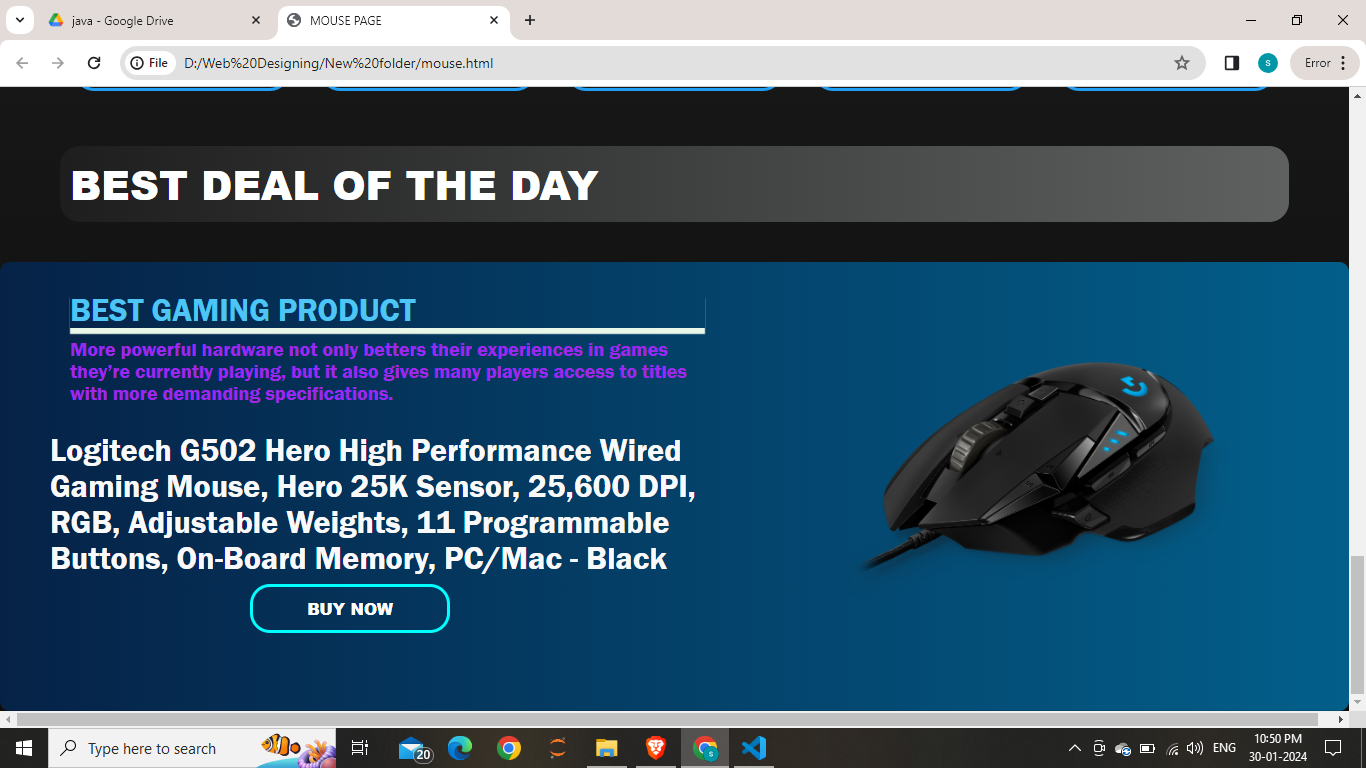 java - Google Drive
MOUSE PAGE
File
D:/Web%20Designing/New%20folder/mouse.html
S
Error
BEST DEAL OF THE DAY
BEST GAMING PRODUCT
More powerful hardware not only betters their experiences in games
they're currently playing, but it also gives many players access to titles
with more demanding specifications.
Logitech G502 Hero High Performance Wired
Gaming Mouse, Hero 25K Sensor, 25,600 DPI,
RGB, Adjustable Weights, 11 Programmable
Buttons, On-Board Memory, PC/Mac - Black
BUY NOW
Type here to search
20
S
ENG
10:50 PM
30-01-2024